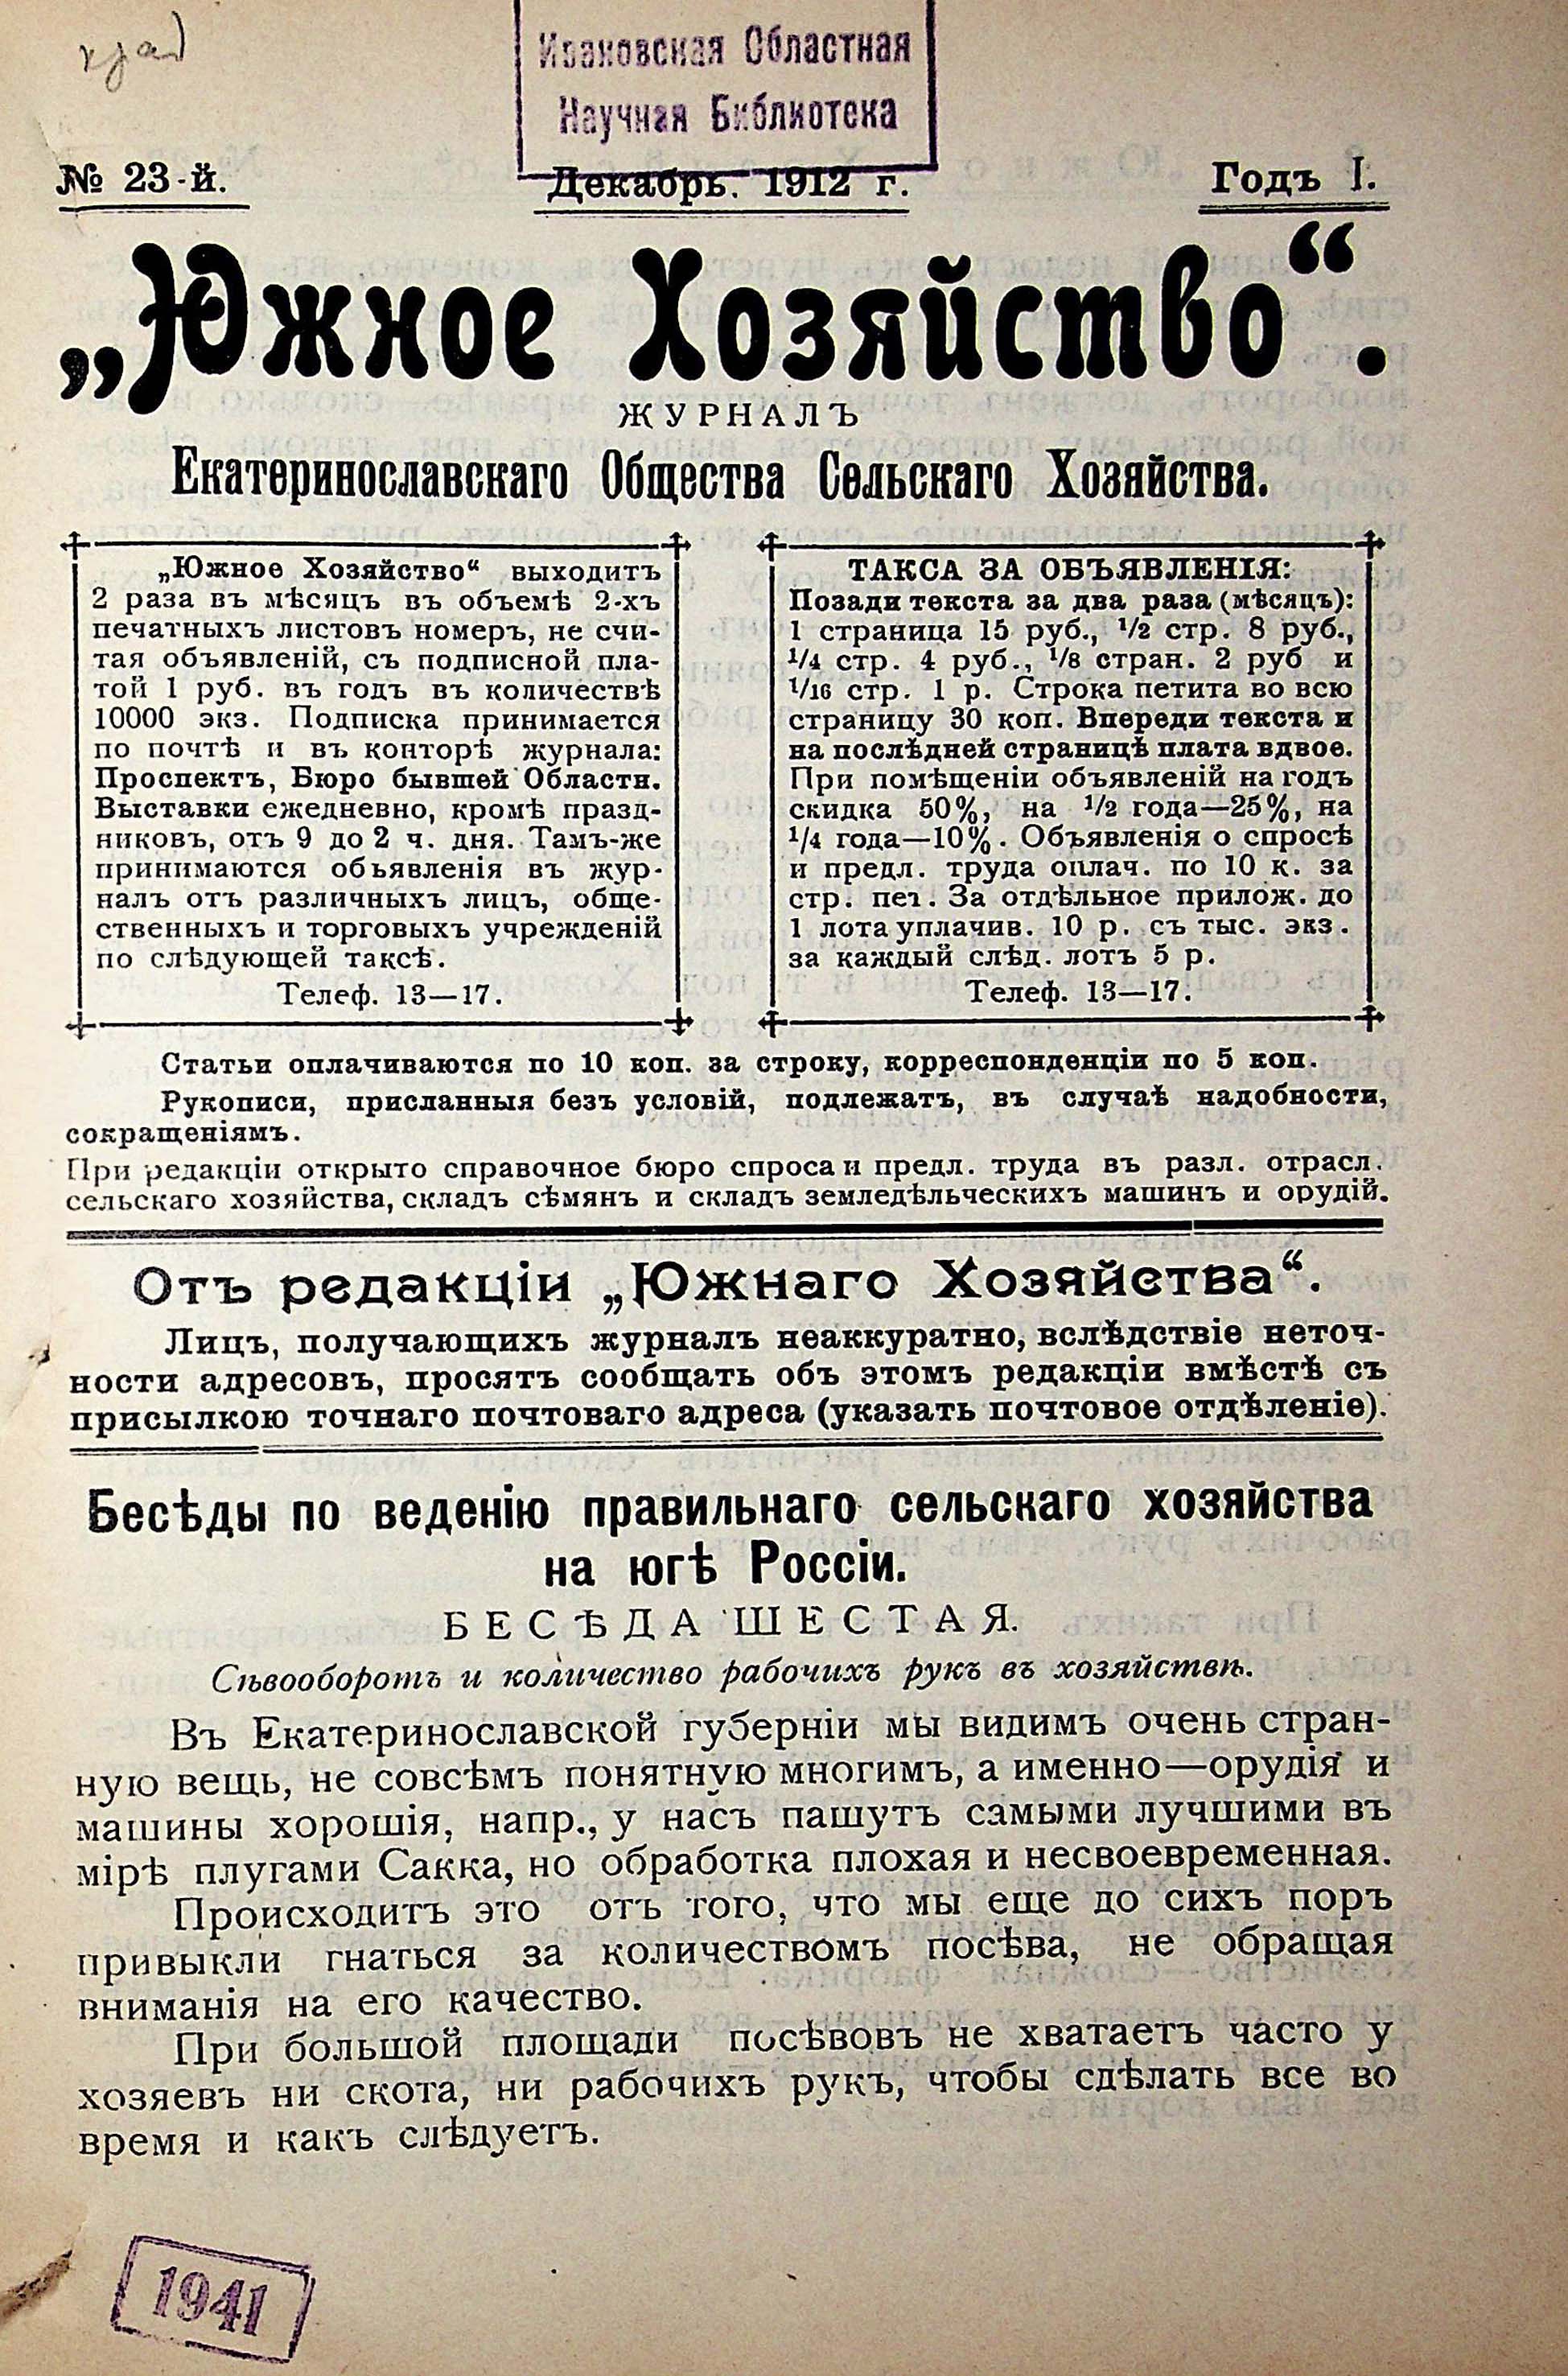 Ивановская Областная
Научная Библиотека
№ 23-й.
Декабрь. 1912 г.
Годъ I.
„Южное Хозяйство“.
ЖУРНАЛЪ
Екатеринославскаго Общества Сельскаго Хозяйства.
„Южное Хозяйство“ выходитъ
2 раза въ мѣсяцъ въ объемѣ 2-хъ
печатныхъ листовъ номеръ, не счи-
тая объявленій, съ подписной пла-
той 1 руб. въ годъ въ количествѣ
10000 экз. Подписка принимается
по почтѣ и въ конторѣ журнала:
Проспектъ, Бюро бывшей Области.
Выставки ежедневно, кромѣ празд-
никовъ, отъ 9 до 2 ч. дня. Тамъ-же
принимаются обьявленія въ жур-
налъ отъ различныхъ лицъ, обще-
ственныхъ и торговыхъ учрежденій
по слѣдующей таксѣ.
Телеф. 13—17.
ТАКСА ЗА ОБЪЯВЛЕНІЯ:
Позади текста за два раза (мѣсяцъ):
1 страница 15 руб., 1/2 стр. 8 руб.,
1/4 стр. 4 руб., 1/8 стран. 2 руб и
1/16 стр. 1 р. Строка петита во всю
страницу 30 коп. Впереди текста и
на послѣдней страницѣ плата вдвое.
При помѣщеніи объявленій на годъ
скидка 50%, на 1/2 года—25%, на
1/4 года—10%. Объявленія о спросѣ
и предл. труда оплач. по 10 к. за
стр. пет. За отдѣльное прилож. до
1 лота уплачив. 10 р. съ тыс. экз.
за каждый слѣд. лотъ 5 р.
Телеф. 13—17.
Статьи оплачиваются по 10 коп. за строку, корреспонденціи по 5 коп.
Рукописи, присланныя безъ условій, подлежатъ, въ случаѣ надобности,
сокращеніямъ.
При редакціи открыто справочное бюро спроса и предл. труда въ разл. отрасл.
сельскаго хозяйства, складъ сѣмянъ и складъ земледѣльческихъ машинъ и орудій.
Отъ редакціи „Южнаго Хозяйства“.
Лицъ, получающихъ журналъ неаккуратно, вслѣдствіе неточ-
ности адресовъ, просятъ сообщать объ этомъ редакціи вмѣстѣ съ
присылкою точнаго почтоваго адреса (указать почтовое отдѣленіе).
Бесѣды по веденію правильнаго сельскаго хозяйства
на югѣ Россіи.
БЕСѢДА ШЕСТАЯ.
Сѣвооборотъ и количество рабочихъ рукъ въ хозяйствѣ.
Въ Екатеринославской губерніи мы видимъ очень стран-
ную вещь, не совсѣмъ понятную многимъ, а именно—орудія и
машины хорошія, напр., у насъ пашутъ самыми лучшими въ
мірѣ плугами Сакка, но обработка плохая и несвоевременная.
Происходитъ это отъ того, что мы еще до сихъ поръ
привыкли гнаться за количествомъ посѣва, не обращая
вниманія на его качество.
При большой площади посѣвовъ не хватаетъ часто у
хозяевъ ни скота, ни рабочихъ рукъ, чтобы сдѣлать все во
время и какъ слѣдуетъ.
1941